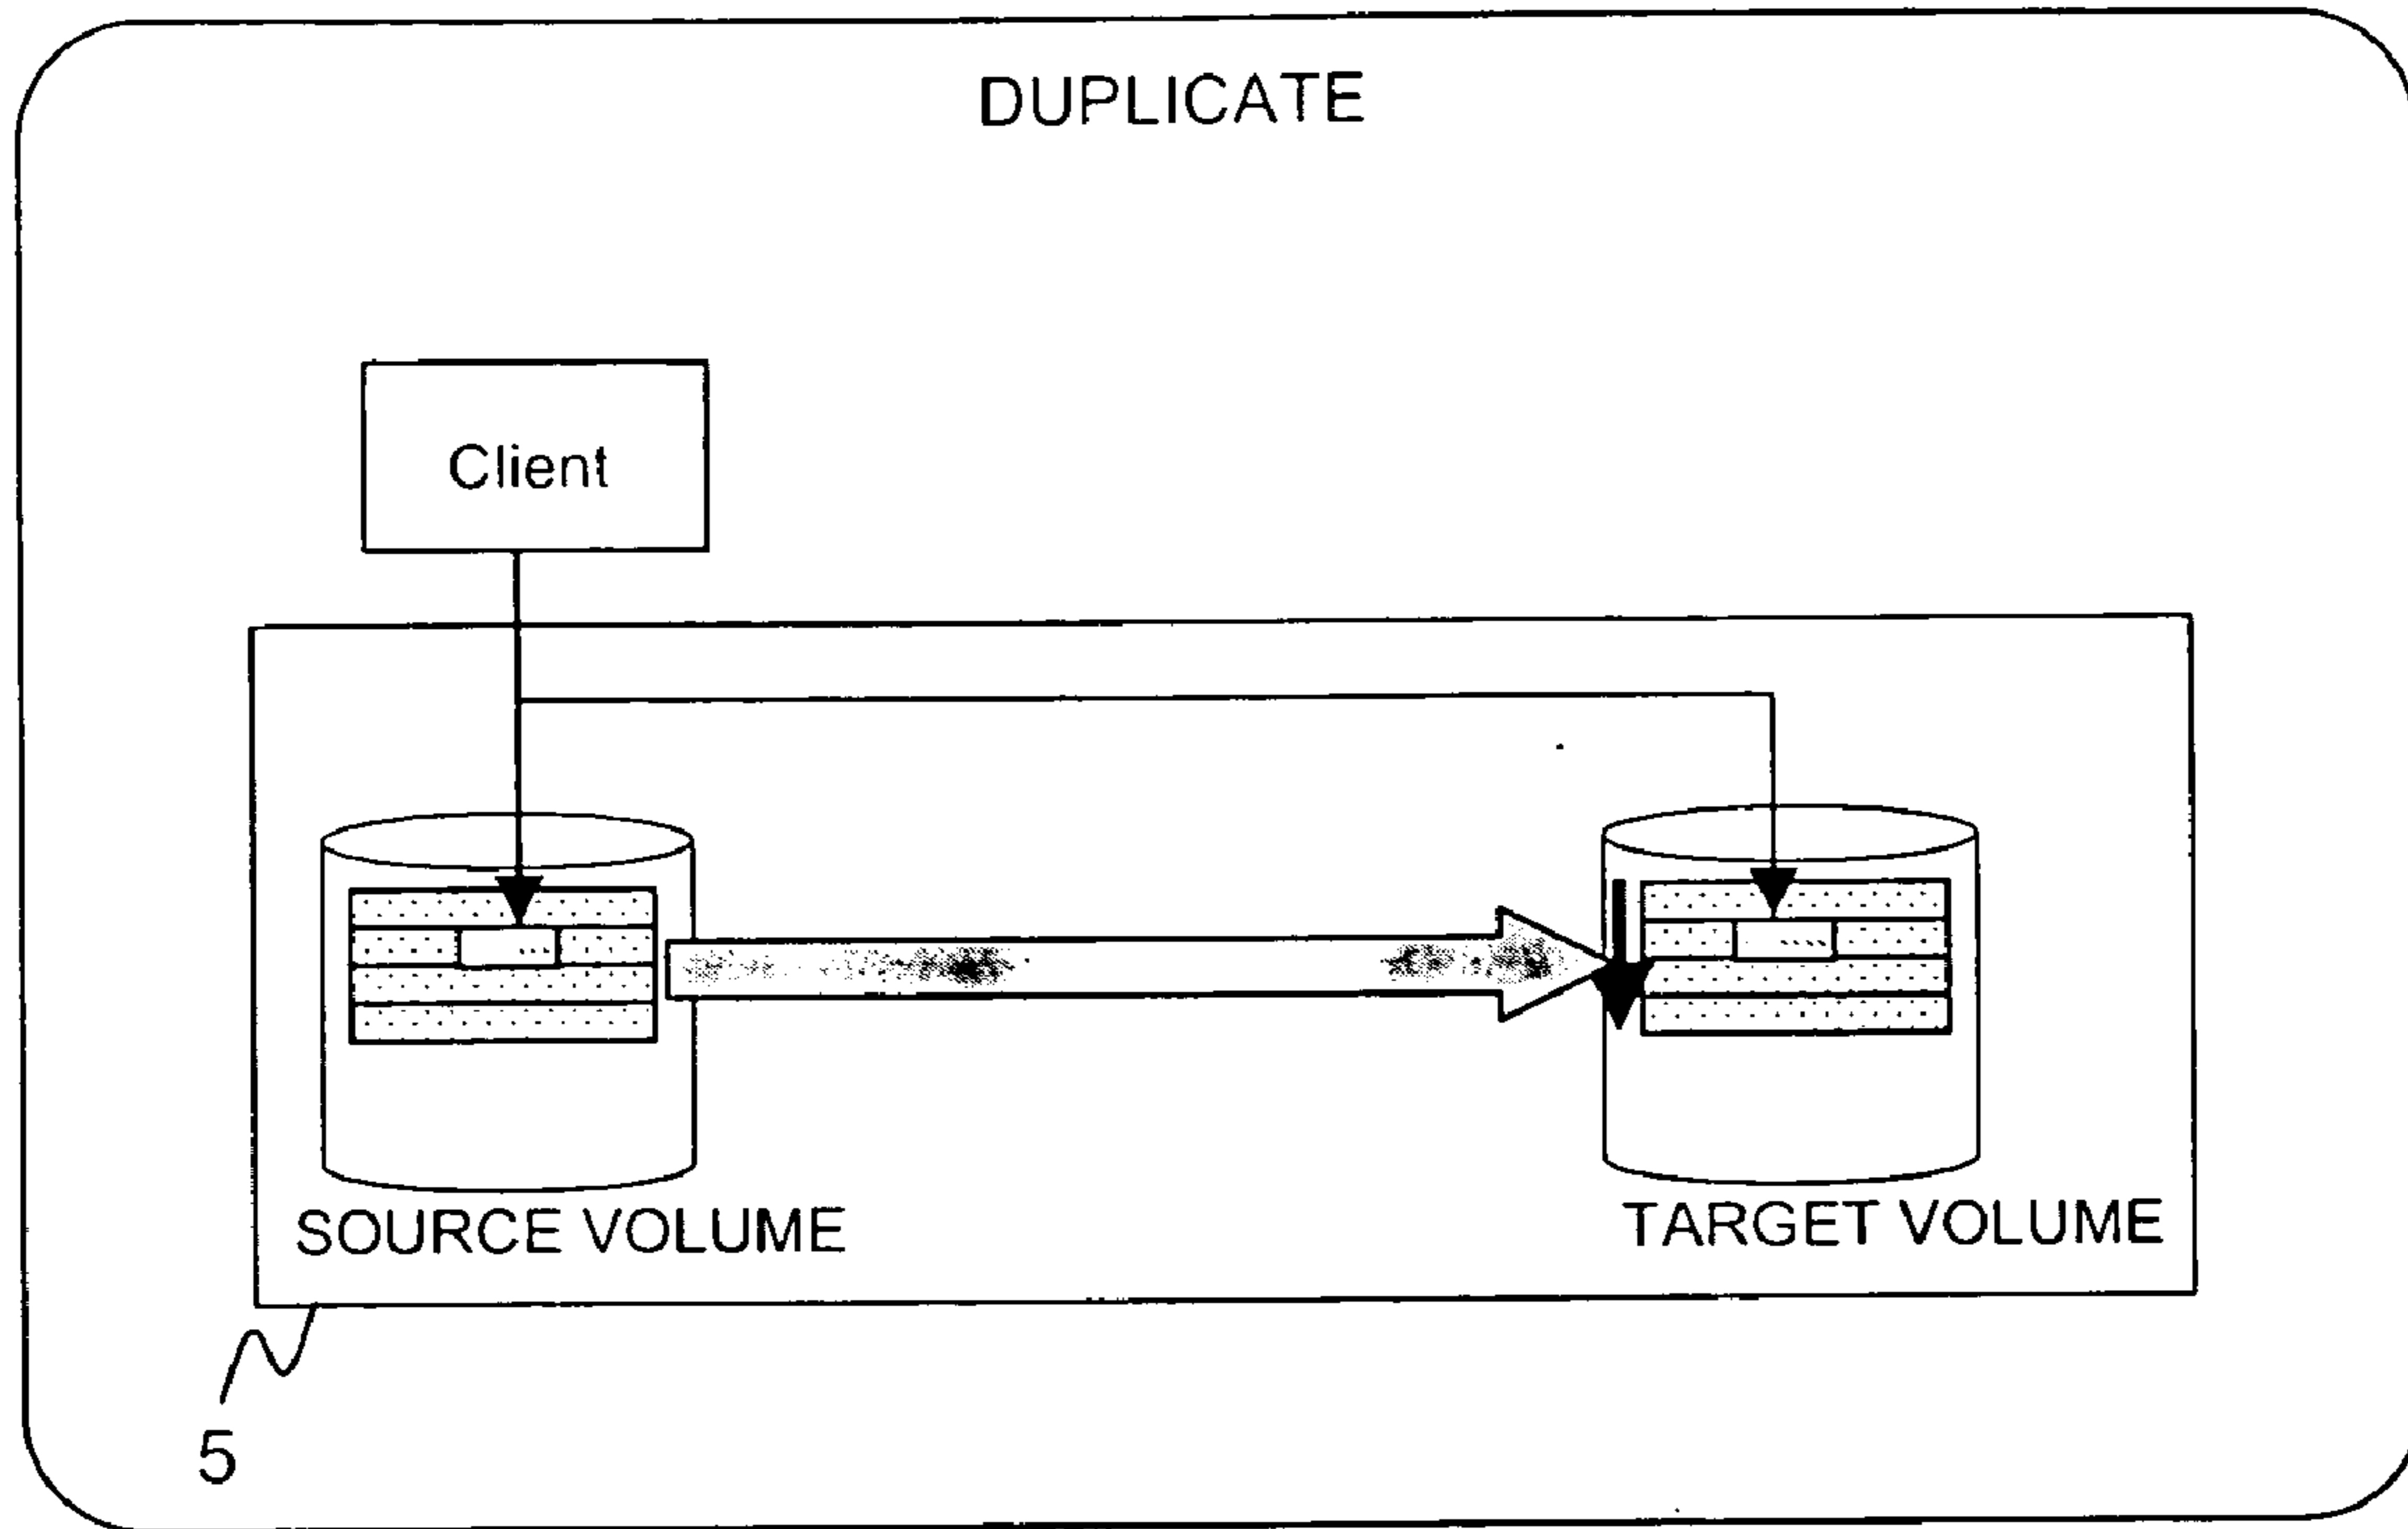 DUPLICATE
Client
SOURCE VOLUME
TARGET VOLUME
5